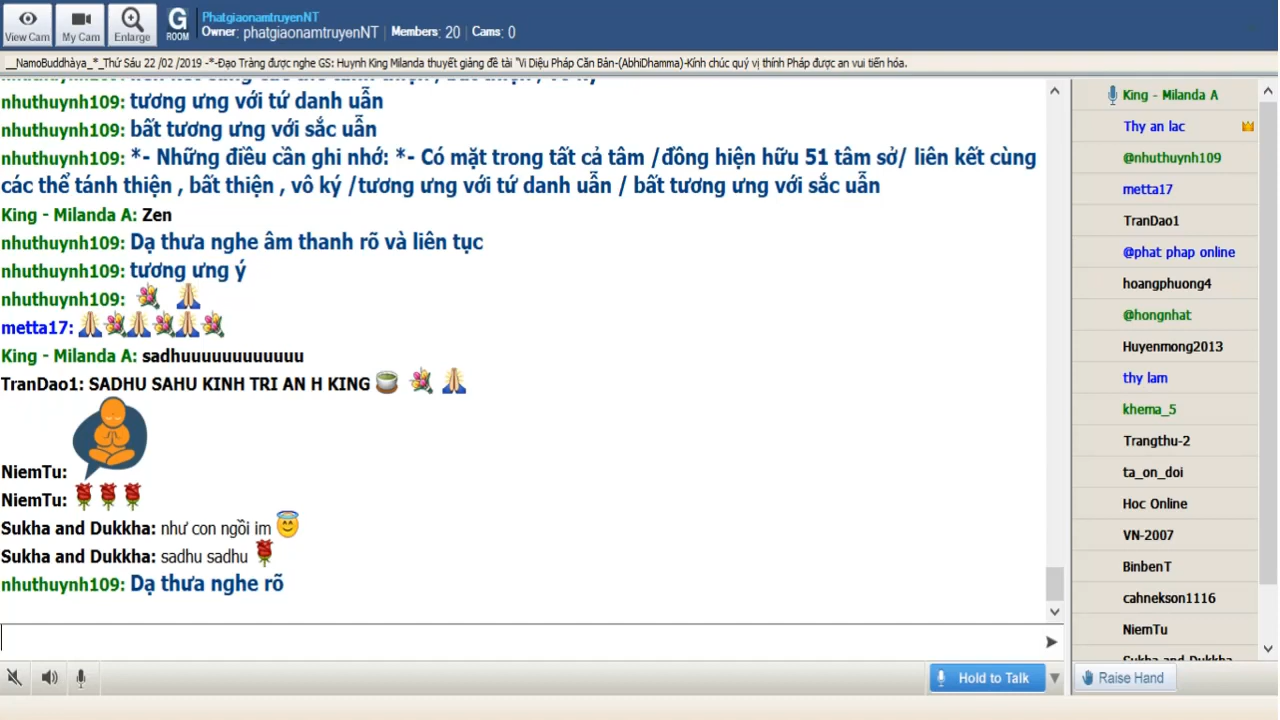 View Cam
My Cam
Enlarge
G
ROOM
PhatgiaonamtruyenNT
Owner: phatgiaonamtruyenNT Members: 20 Cams: 0
__NamoBuddhàya_*_Thứ Sáu 22 /02 /2019 -*-Đạo Tràng được nghe GS: Huynh King Milanda thuyết giảng đề tài "Vi Diệu Pháp Căn Bản-(AbhiDhamma)-Kính chúc quý vị thính Pháp được an vui tiến hóa.
nhuthuynh109: tương ưng với tứ danh uẫn
nhuthuynh109: bất tương ưng với sắc uẫn
nhuthuynh109: *- Những điều cần ghi nhớ: *- Có mặt trong tất cả tâm /đồng hiện hữu 51 tâm sở/ liên kết cùng
các thể tánh thiện , bất thiện , vô ký /tương ưng với tứ danh uẫn / bất tương ưng với sắc uẫn
King - Milanda A: Zen
nhuthuynh109: Dạ thưa nghe âm thanh rõ và liên tục
nhuthuynh109: tương ưng ý
nhuthuynh109:
metta17:
King - Milanda A: sadhuuuuuuuuuuuu
TranDao1: SADHU SAHU KINH TRI AN H KING
NiemTu:
NiemTu:
Sukha and Dukkha: như con ngồi im
Sukha and Dukkha: sadhu sadhu
nhuthuynh109: Dạ thưa nghe rõ
Hold to Talk
King - Milanda A
Thy an lac
@nhuthuynh109
metta17
TranDao1
@phat phap online
hoangphuong4
@hongnhat
Huyenmong2013
thy lam
khema_5
Trangthu-2
ta_on_doi
Hoc Online
VN-2007
BinbenT
cahnekson1116
NiemTu
Sukha and Dukkha
Raise Hand